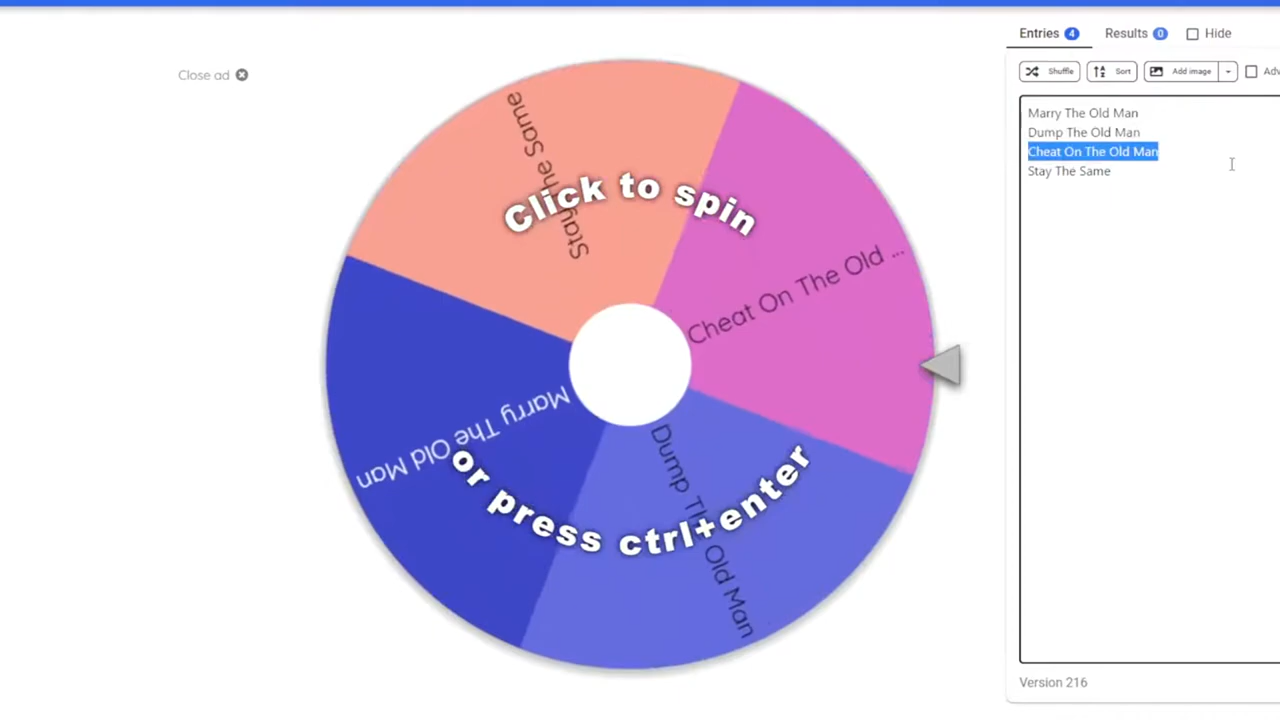 Entries 4 Results 0 Hide
Close ad
Shuffle Sort Add image Adv
Marry The Old Man
Dump The Old Man
Cheat On The Old Man
Stay The Same
Stay The Same
Click to spin
Cheat On The Old ...
Marry The Old Man
Dump The Old Man
or press ctrl+enter
Version 216